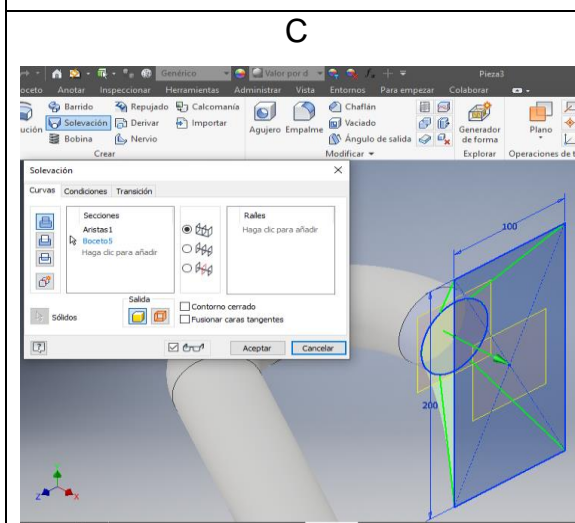 C
Genérico Valor por d Pieza3
oceto Anotar Inspeccionar Herramientas Administrar Vista Entornos Para empezar Colaborar
Barrido Repujado Calcomanía
Solevación Derivar Importar
Bobina Nervio
ución
Crear
Agujero Empalme
Chaflán
Vaciado
Ángulo de salida
Modificar
Generador de forma
Explorar
Plano
Operaciones de t
Solevación
Curvas Condiciones Transición
Secciones
Aristas1
Boceto5
Haga clic para añadir
Raíles
Haga clic para añadir
Sólidos
Salida
Contorno cerrado
Fusionar caras tangentes
Aceptar Cancelar
100
200
Y
Z X